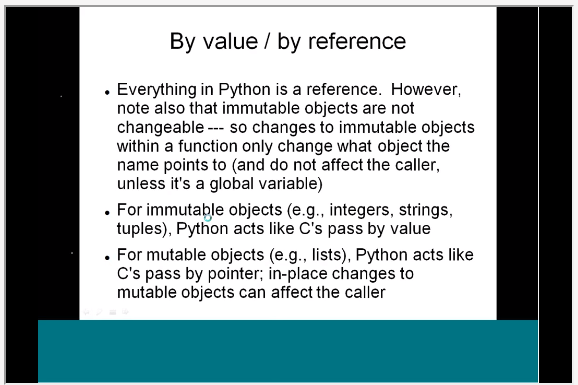 By value / by reference
• Everything in Python is a reference.  However,
note also that immutable objects are not
changeable --- so changes to immutable objects
within a function only change what object the
name points to (and do not affect the caller,
unless it's a global variable)
• For immutable objects (e.g., integers, strings,
tuples), Python acts like C's pass by value
• For mutable objects (e.g., lists), Python acts like
C's pass by pointer; in-place changes to
mutable objects can affect the caller